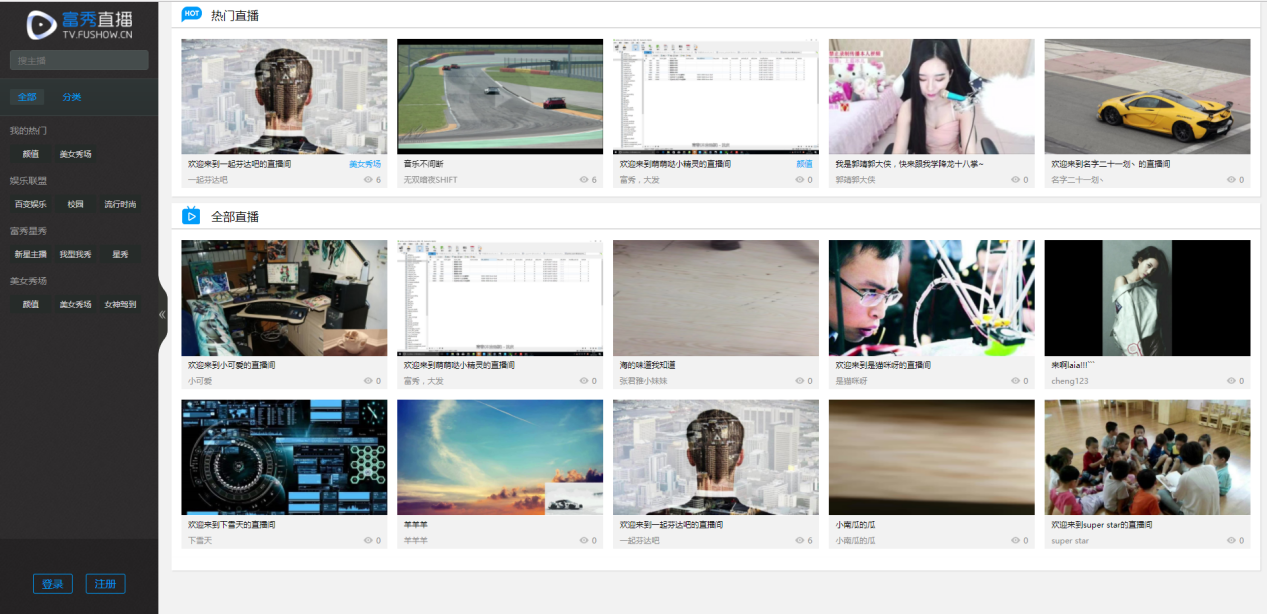 富秀直播
TV.FUSHOW.CN
搜主播
全部 分类
我的热门
颜值 美女秀场
娱乐联盟
百变娱乐 校园 流行时尚
富秀星秀
新星主播 我型我秀 星秀
美女秀场
颜值 美女秀场 女神驾到
登录 注册
HOT 热门直播
欢迎来到一起芬达吧的直播间 美女秀场
一起芬达吧 6
音乐不间断
无双暗夜SHIFT 6
欢迎来到萌萌哒小精灵的直播间 颜值
富秀，大发 0
我是郭靖郭大侠，快来跟我学降龙十八掌~
郭靖郭大侠 0
欢迎来到名字二十一划丶的直播间
名字二十一划丶 0
全部直播
欢迎来到小可爱的直播间
小可爱 0
欢迎来到萌萌哒小精灵的直播间
富秀，大发 0
海的味道我知道
张君雅小妹妹 0
欢迎来到是猫咪呀的直播间
是猫咪呀 0
来啊laia!!!```
cheng123 0
欢迎来到下雪天的直播间
下雪天 0
羊羊羊
羊羊羊 0
欢迎来到一起芬达吧的直播间
一起芬达吧 6
小南瓜的瓜
小南瓜的瓜 0
欢迎来到super star的直播间
super star 0